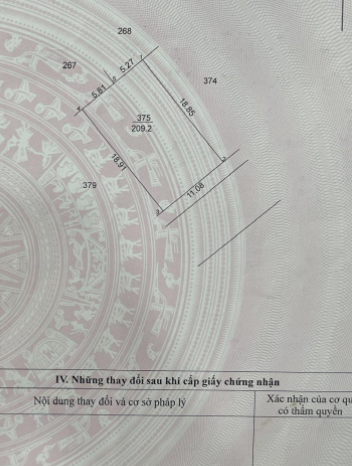 268
267
5.27
5.81
374
18.85
375
209.2
18.91
379
11.08
IV. Những thay đổi sau khi cấp giấy chứng nhận
Nội dung thay đổi và cơ sở pháp lý
Xác nhận của cơ qu
có thẩm quyền